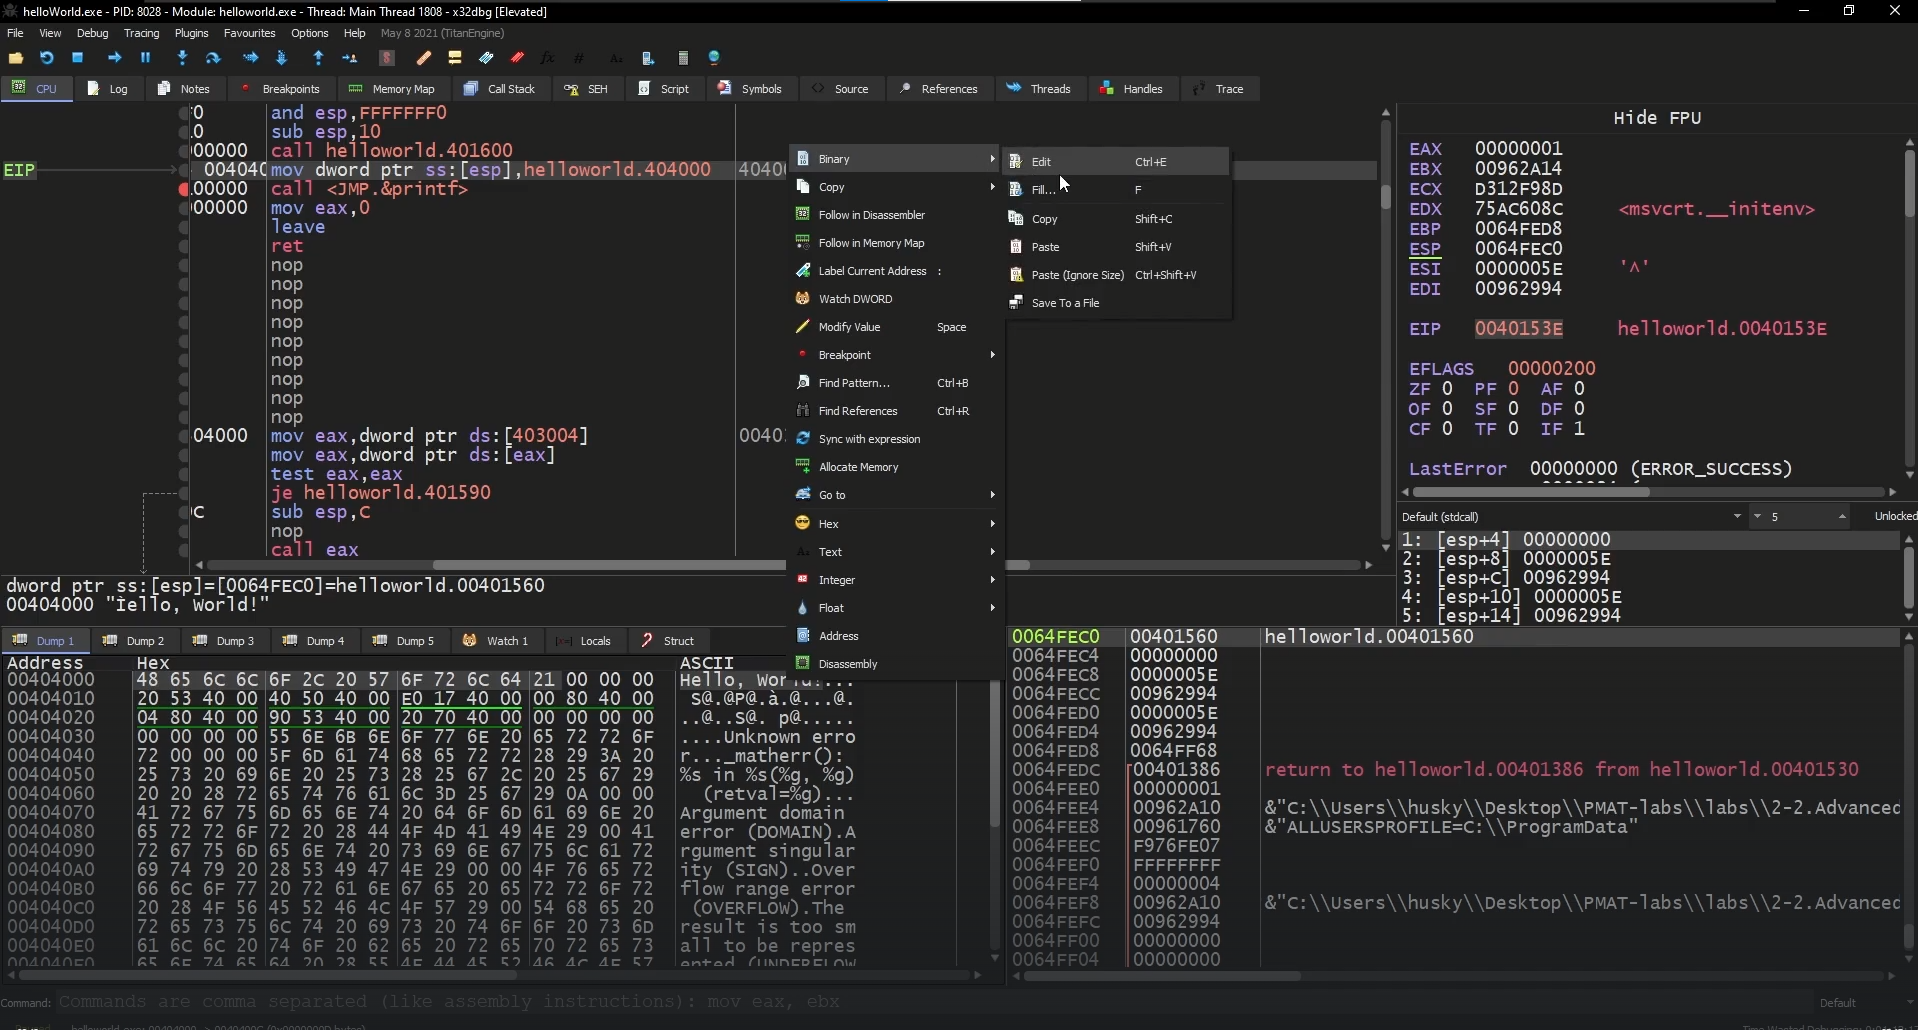 helloWorld.exe - PID: 8028 - Module: helloworld.exe - Thread: Main Thread 1808 - x32dbg [Elevated]
File View Debug Tracing Plugins Favourites Options Help May 8 2021 (TitanEngine)
CPU Log Notes Breakpoints Memory Map Call Stack SEH Script Symbols Source References Threads Handles Trace
F0 and esp,FFFFFFF0
10 sub esp,10
00000 call helloworld.401600
EIP 004040 mov dword ptr ss:[esp],helloworld.404000 4040
00000 call <JMP.&printf>
00000 mov eax,0
leave
ret
nop
nop
nop
nop
nop
nop
nop
nop
nop
04000 mov eax,dword ptr ds:[403004] 0040
mov eax,dword ptr ds:[eax]
test eax,eax
je helloworld.401590
C sub esp,C
nop
call eax
Binary
Copy
Follow in Disassembler
Follow in Memory Map
Label Current Address :
Watch DWORD
Modify Value Space
Breakpoint
Find Pattern... Ctrl+B
Find References Ctrl+R
Sync with expression
Allocate Memory
Go to
Hex
Text
Integer
Float
Address
Disassembly
Edit Ctrl+E
Fill... F
Copy Shift+C
Paste Shift+V
Paste (Ignore Size) Ctrl+Shift+V
Save To a File
Hide FPU
EAX 00000001
EBX 00962A14
ECX D312F98D
EDX 75AC608C <msvcrt.__initenv>
EBP 0064FED8
ESP 0064FEC0
ESI 0000005E '^'
EDI 00962994
EIP 0040153E helloworld.0040153E
EFLAGS 00000200
ZF 0 PF 0 AF 0
OF 0 SF 0 DF 0
CF 0 TF 0 IF 1
LastError 00000000 (ERROR_SUCCESS)
Default (stdcall) 5 Unlocked
1: [esp+4] 00000000
2: [esp+8] 0000005E
3: [esp+C] 00962994
4: [esp+10] 0000005E
5: [esp+14] 00962994
dword ptr ss:[esp]=[0064FEC0]=helloworld.00401560
00404000 "Iello, World!"
Dump 1 Dump 2 Dump 3 Dump 4 Dump 5 Watch 1 Locals Struct
Address Hex ASCII
00404000 48 65 6C 6C 6F 2C 20 57 6F 72 6C 64 21 00 00 00 Hello, World!...
00404010 20 53 40 00 40 50 40 00 E0 17 40 00 00 80 40 00 S@.@P@.à.@...@.
00404020 04 80 40 00 90 53 40 00 20 70 40 00 00 00 00 00 ..@..S@. p@.....
00404030 00 00 00 00 55 6E 6B 6E 6F 77 6E 20 65 72 72 6F ....Unknown erro
00404040 72 00 00 00 5F 6D 61 74 68 65 72 72 28 29 3A 20 r..._matherr():
00404050 25 73 20 69 6E 20 25 73 28 25 67 2C 20 25 67 29 %s in %s(%g, %g)
00404060 20 20 28 72 65 74 76 61 6C 3D 25 67 29 0A 00 00 (retval=%g)...
00404070 41 72 67 75 6D 65 6E 74 20 64 6F 6D 61 69 6E 20 Argument domain
00404080 65 72 72 6F 72 20 28 44 4F 4D 41 49 4E 29 00 41 error (DOMAIN).A
00404090 72 67 75 6D 65 6E 74 20 73 69 6E 67 75 6C 61 72 rgument singular
004040A0 69 74 79 20 28 53 49 47 4E 29 00 00 4F 76 65 72 ity (SIGN)..Over
004040B0 66 6C 6F 77 20 72 61 6E 67 65 20 65 72 72 6F 72 flow range error
004040C0 20 28 4F 56 45 52 46 4C 4F 57 29 00 54 68 65 20 (OVERFLOW).The
004040D0 72 65 73 75 6C 74 20 69 73 20 74 6F 6F 20 73 6D result is too sm
004040E0 61 6C 6C 20 74 6F 20 62 65 20 72 65 70 72 65 73 all to be repres
004040F0 65 6E 74 65 64 20 28 55 4E 44 45 52 46 4C 4F 57 ented (UNDERFLOW
0064FEC0 00401560 helloworld.00401560
0064FEC4 00000000
0064FEC8 0000005E
0064FECC 00962994
0064FED0 0000005E
0064FED4 00962994
0064FED8 0064FF68
0064FEDC 00401386 return to helloworld.00401386 from helloworld.00401530
0064FEE0 00000001
0064FEE4 00962A10 &"C:\\Users\\husky\\Desktop\\PMAT-labs\\labs\\2-2.Advanced
0064FEE8 00961760 &"ALLUSERSPROFILE=C:\\ProgramData"
0064FEEC F976FE07
0064FEF0 FFFFFFFF
0064FEF4 00000004
0064FEF8 00962A10 &"C:\\Users\\husky\\Desktop\\PMAT-labs\\labs\\2-2.Advanced
0064FEFC 00962994
0064FF00 00000000
0064FF04 00000000
Command: Commands are comma separated (like assembly instructions): mov eax, ebx Default